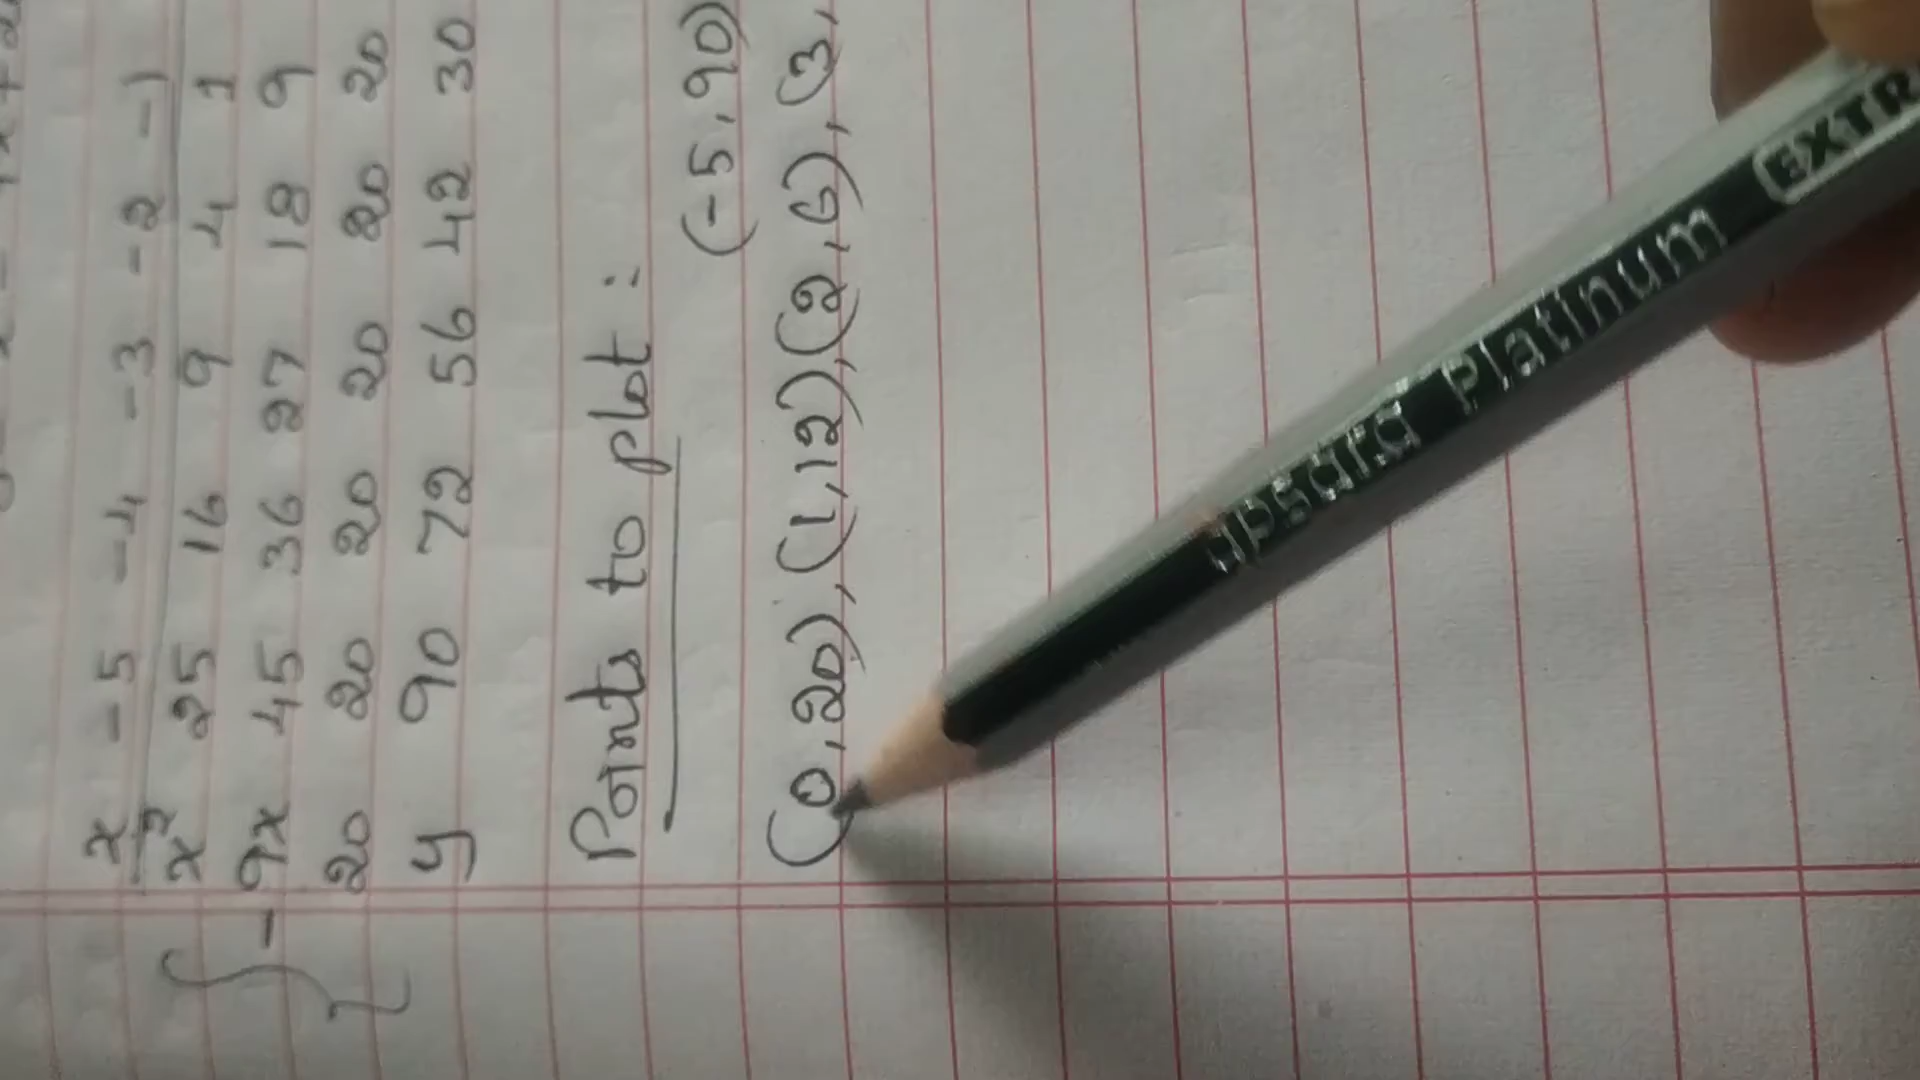 x -5 -4 -3 -2 -1
x² 25 16 9 4 1
-9x 45 36 27 18 9
20 20 20 20 20 20
y 90 72 56 42 30
Points to plot :
(-5,90)
(0,20),(1,12),(2,6),(3,
apsara Platinum EXTR